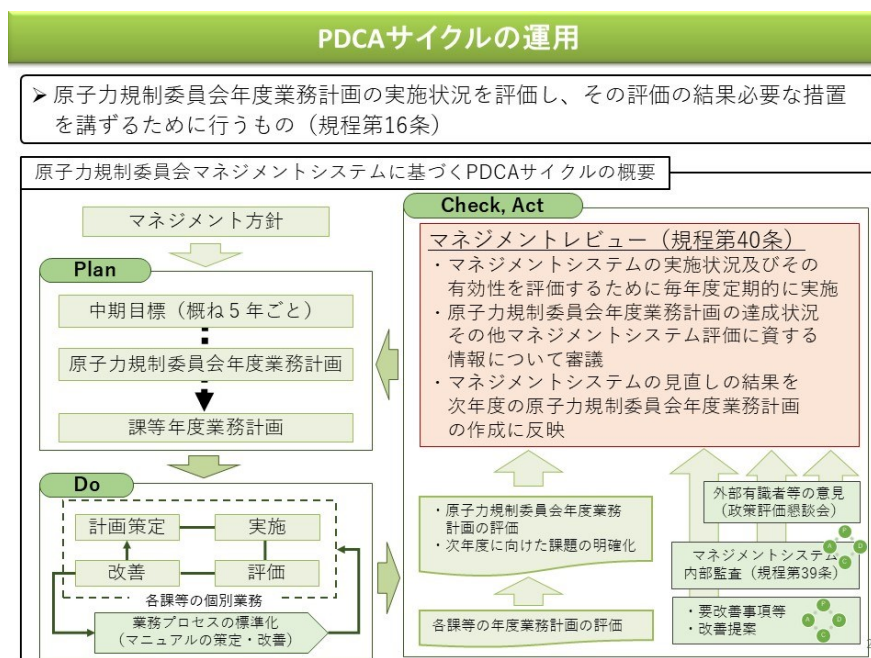 PDCAサイクルの運用
➤ 原子力規制委員会年度業務計画の実施状況を評価し、その評価の結果必要な措置
を講ずるために行うもの（規程第16条）
原子力規制委員会マネジメントシステムに基づくPDCAサイクルの概要
マネジメント方針
Plan
中期目標（概ね５年ごと）
原子力規制委員会年度業務計画
課等年度業務計画
Do
計画策定
実施
改善
評価
各課等の個別業務
業務プロセスの標準化
（マニュアルの策定・改善）
Check, Act
マネジメントレビュー（規程第40条）
・マネジメントシステムの実施状況及びその
有効性を評価するために毎年度定期的に実施
・原子力規制委員会年度業務計画の達成状況
その他マネジメントシステム評価に資する
情報について審議
・マネジメントシステムの見直しの結果を
次年度の原子力規制委員会年度業務計画
の作成に反映
・原子力規制委員会年度業務
計画の評価
・次年度に向けた課題の明確化
各課等の年度業務計画の評価
外部有識者等の意見
（政策評価懇談会）
マネジメントシステム
内部監査（規程第39条）
P
A
D
C
・要改善事項等
・改善提案
P
A
D
C
2